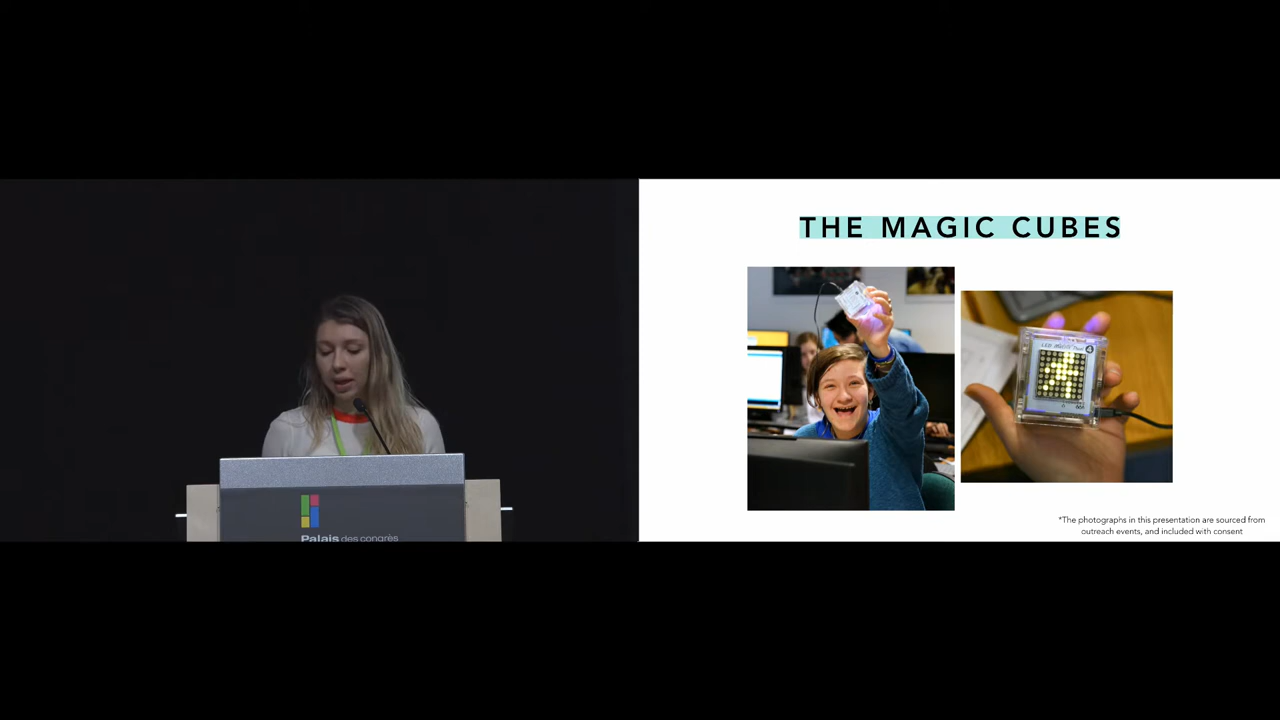 THE MAGIC CUBES
4
*The photographs in this presentation are sourced from
outreach events, and included with consent
Palais des congrès